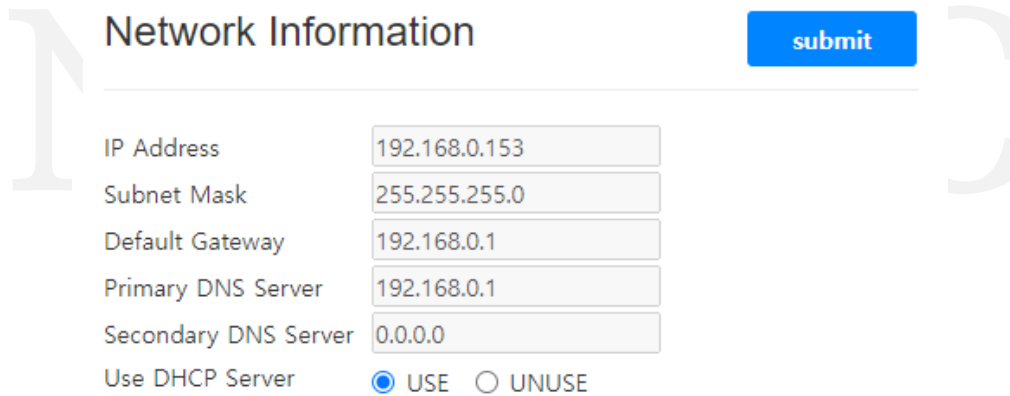 Network Information
submit
IP Address 192.168.0.153
Subnet Mask 255.255.255.0
Default Gateway 192.168.0.1
Primary DNS Server 192.168.0.1
Secondary DNS Server 0.0.0.0
Use DHCP Server USE UNUSE